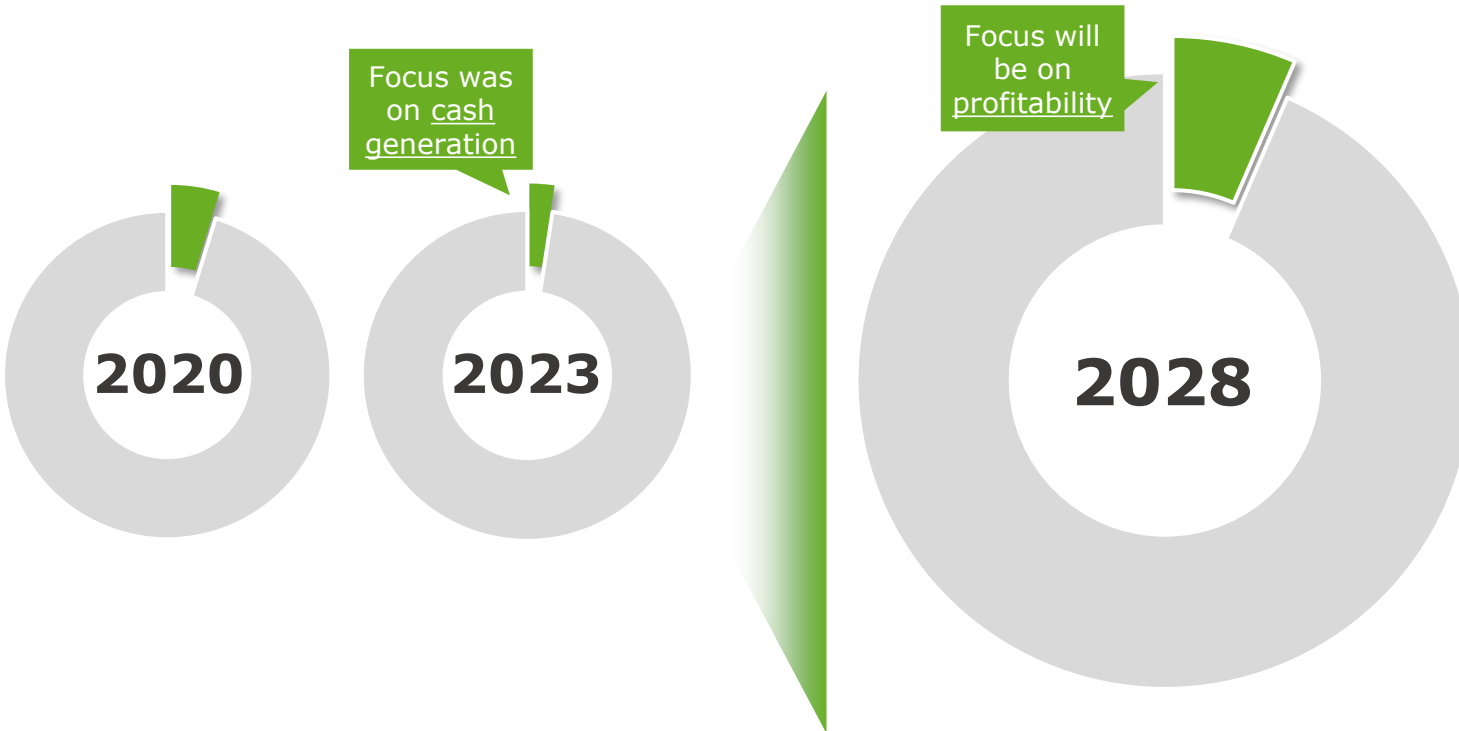 Focus was
on cash
generation
Focus will
be on
profitability
2020
2023
2028